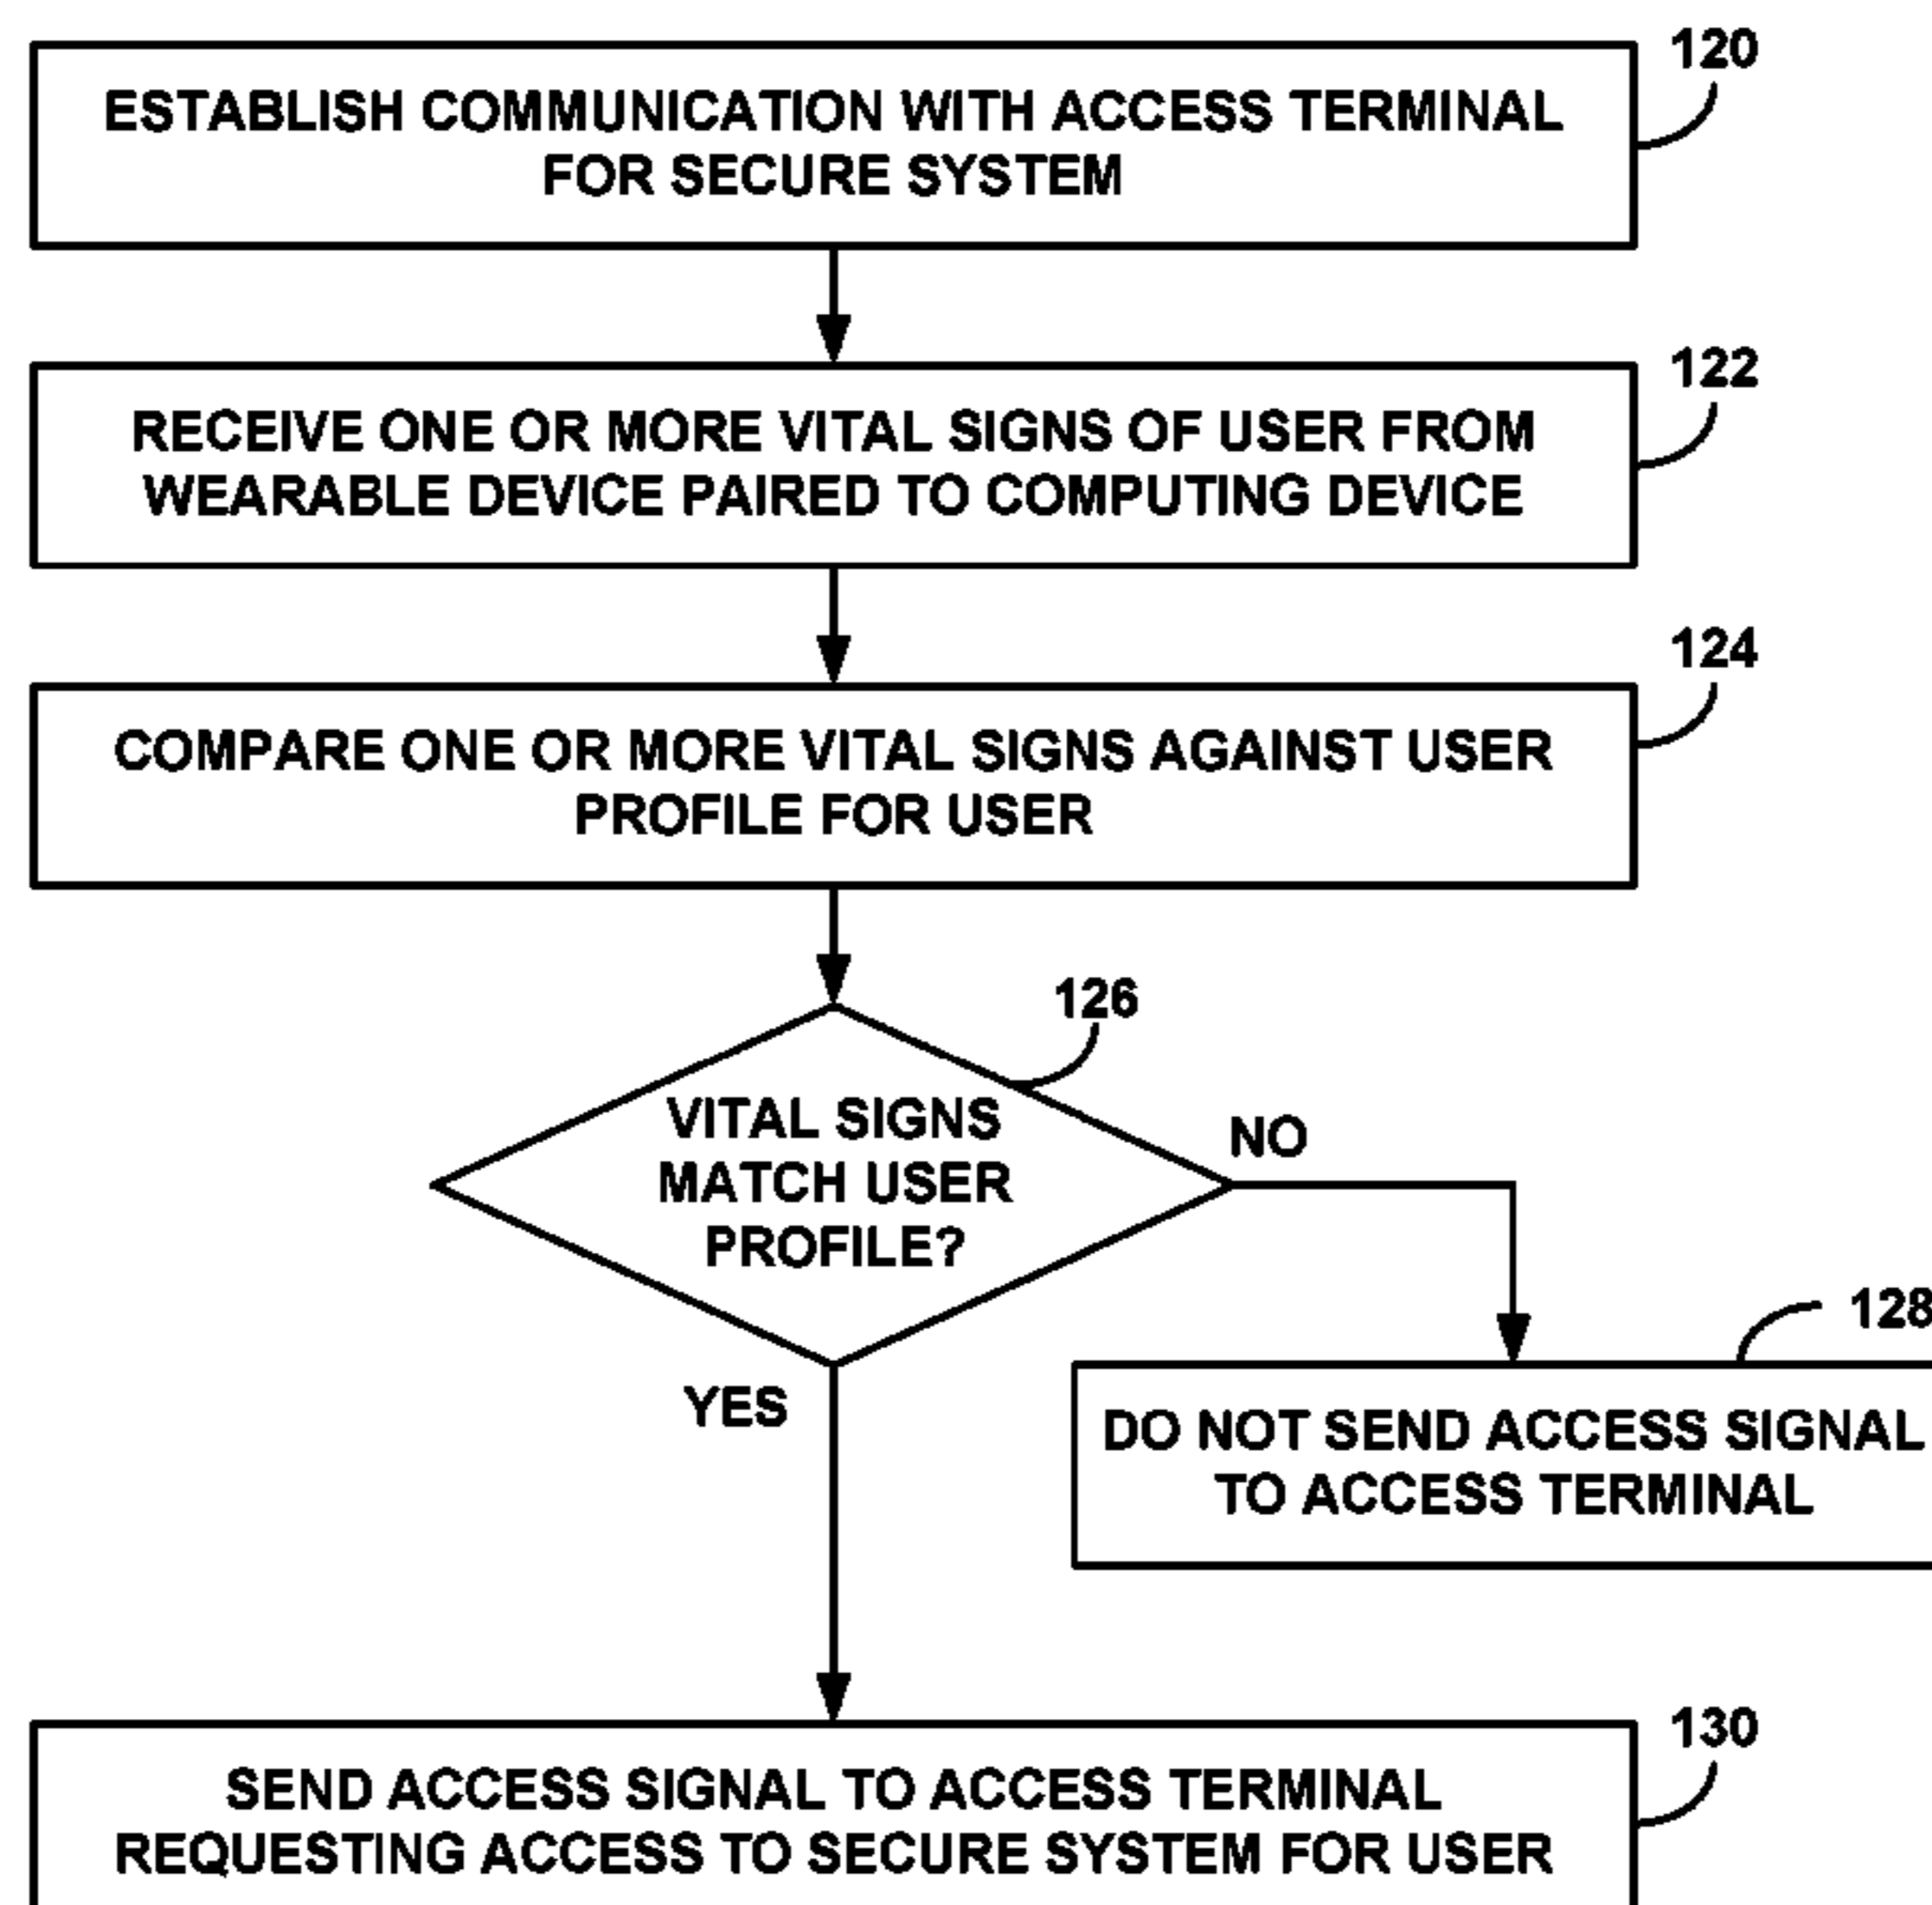 120
ESTABLISH COMMUNICATION WITH ACCESS TERMINAL
FOR SECURE SYSTEM
122
RECEIVE ONE OR MORE VITAL SIGNS OF USER FROM
WEARABLE DEVICE PAIRED TO COMPUTING DEVICE
124
COMPARE ONE OR MORE VITAL SIGNS AGAINST USER
PROFILE FOR USER
126
VITAL SIGNS
MATCH USER
PROFILE?
NO
YES
128
DO NOT SEND ACCESS SIGNAL
TO ACCESS TERMINAL
130
SEND ACCESS SIGNAL TO ACCESS TERMINAL
REQUESTING ACCESS TO SECURE SYSTEM FOR USER